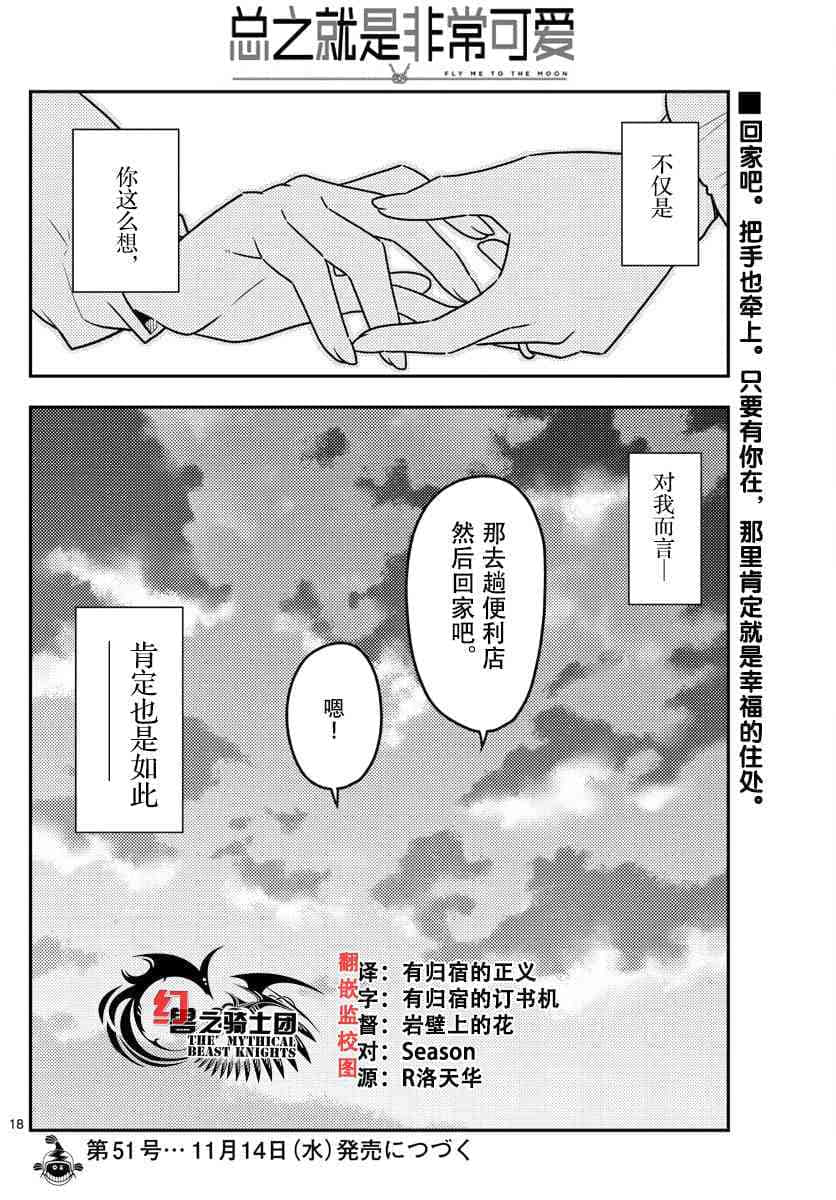 总之就是非常可爱
FLY ME TO THE MOON
■回家吧。把手也牵上。只要有你在，那里肯定就是幸福的住处。
不仅是
你这么想，
对我而言—
那去趟便利店
然后回家吧。
嗯！
——肯定也是如此——
幻兽之骑士团
THE MYTHICAL
BEAST KNIGHTS
翻译：有归宿的正义
嵌字：有归宿的订书机
监督：岩壁上的花
校对：Season
图源：R洛天华
18
第51号…11月14日(水)発売につづく